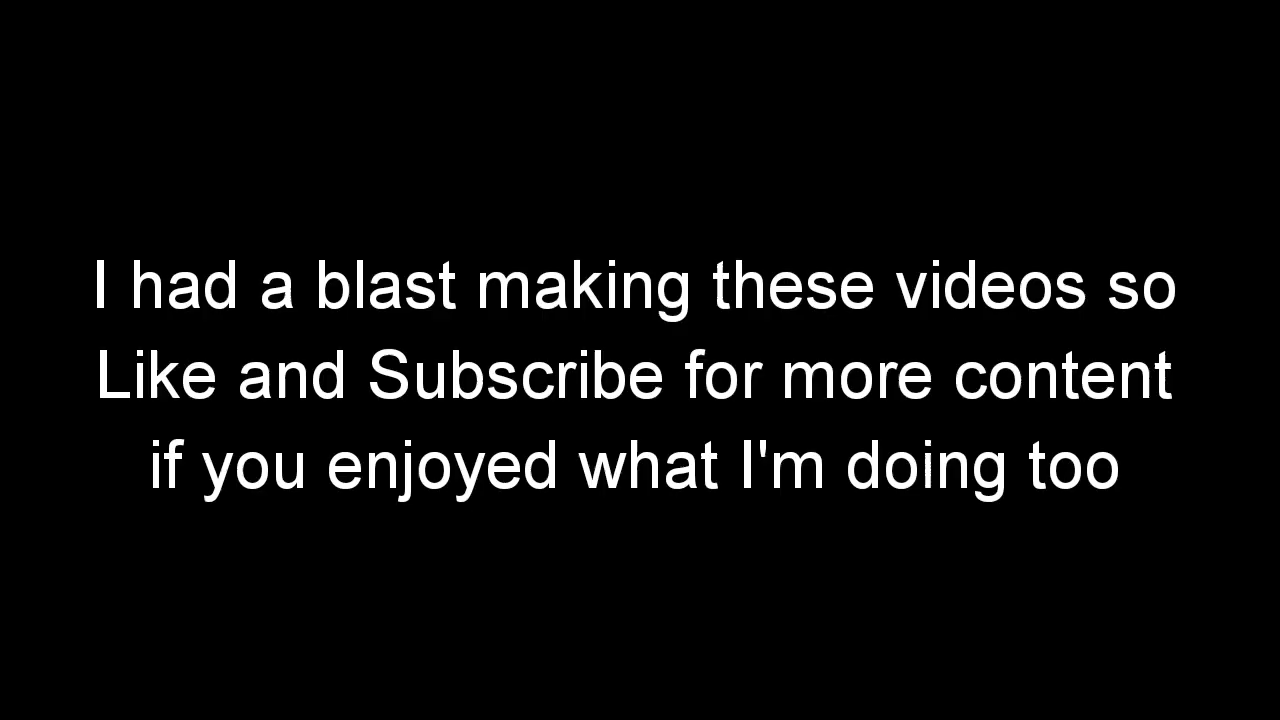 I had a blast making these videos so
Like and Subscribe for more content
if you enjoyed what I'm doing too